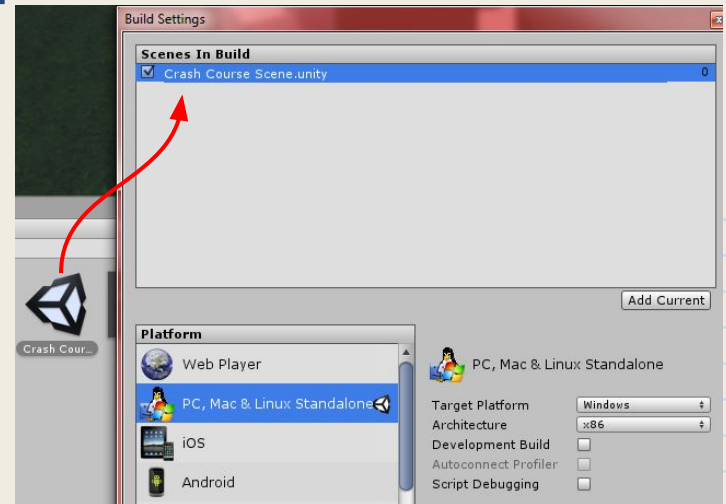 Build Settings
Scenes In Build
Crash Course Scene.unity 0
Add Current
Crash Cour...
Platform
Web Player
PC, Mac & Linux Standalone
iOS
Android
PC, Mac & Linux Standalone
Target Platform Windows
Architecture x86
Development Build
Autoconnect Profiler
Script Debugging